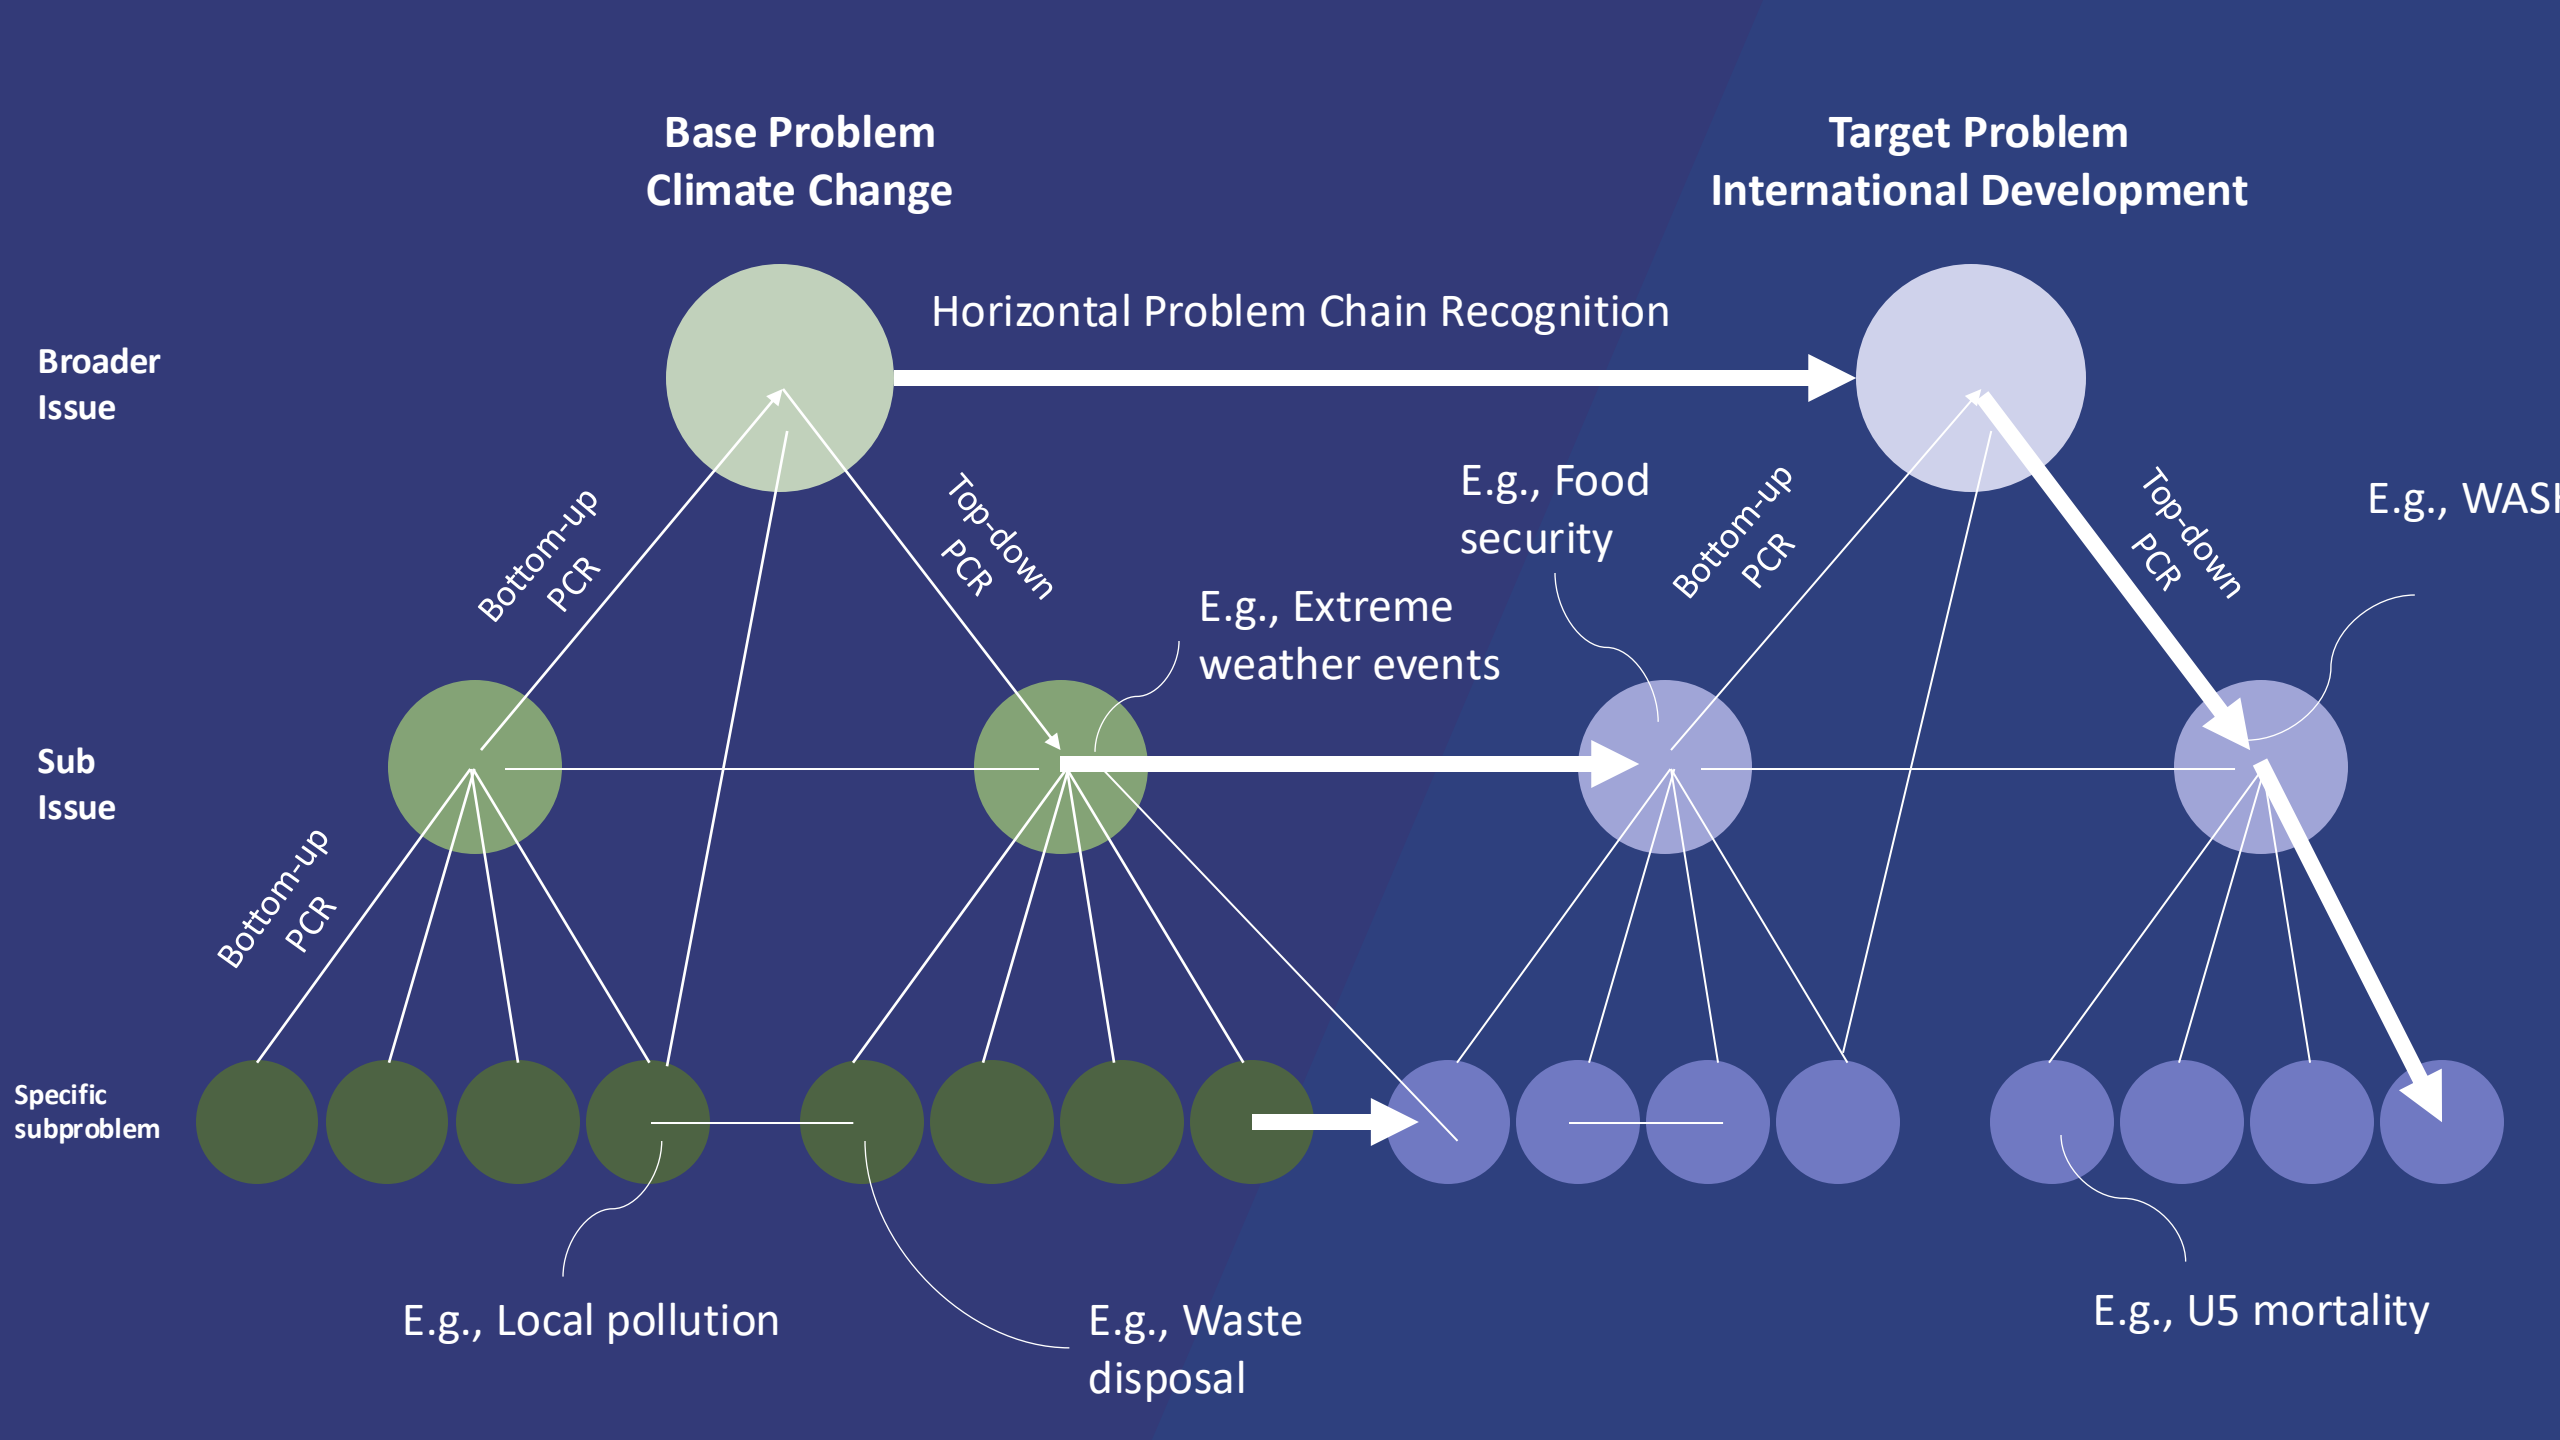 Base Problem
Climate Change
Target Problem
International Development
Horizontal Problem Chain Recognition
Broader
Issue
Bottom-up
PCR
Top-down
PCR
E.g., Food
security
Bottom-up
PCR
Top-down
PCR
E.g., WASH
E.g., Extreme
weather events
Sub
Issue
Bottom-up
PCR
Specific
subproblem
E.g., Local pollution
E.g., Waste
disposal
E.g., U5 mortality